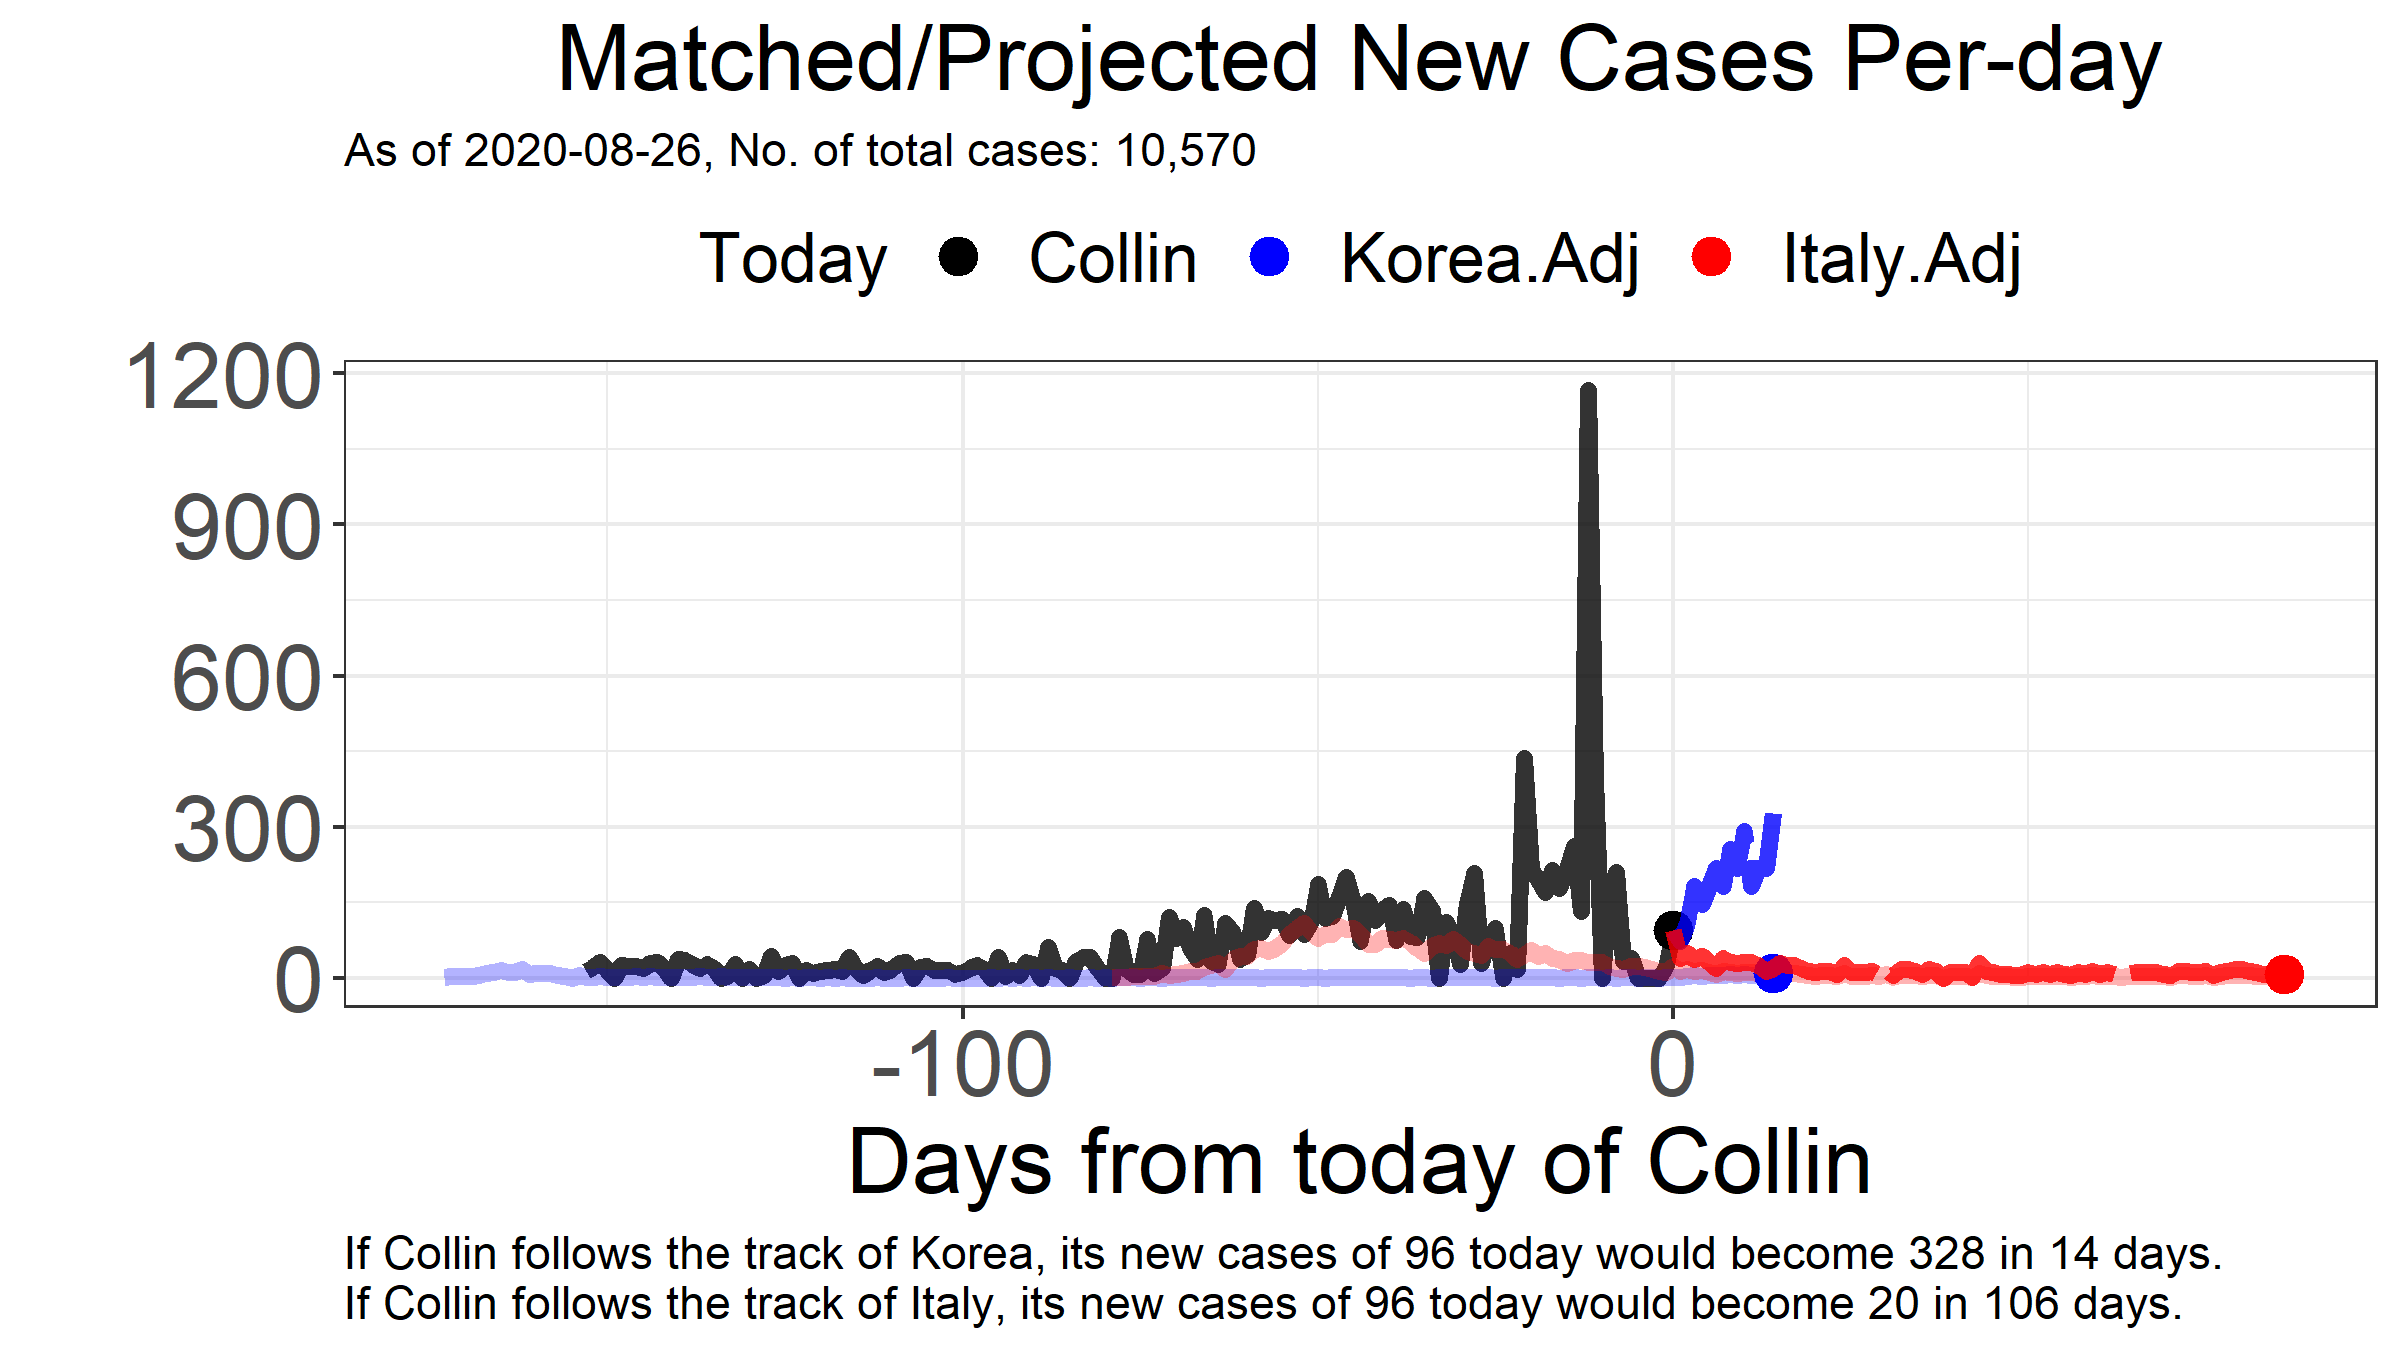 Matched/Projected New Cases Per-day
As of 2020-08-26, No. of total cases: 10,570
Today Collin Korea.Adj Italy.Adj
1200
900
600
300
0
-100 0
Days from today of Collin
If Collin follows the track of Korea, its new cases of 96 today would become 328 in 14 days.
If Collin follows the track of Italy, its new cases of 96 today would become 20 in 106 days.